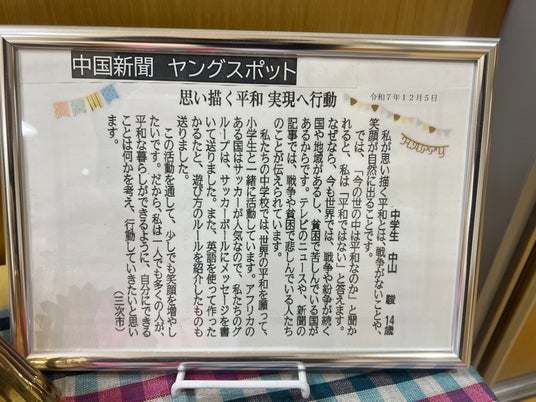 中国新聞 ヤングスポット
思い描く平和 実現へ行動
令和7年12月5日
中学生 中山 駿 14歳
私が思い描く平和とは、戦争がないことや、
笑顔が自然に出ることです。
では、「今の世の中は平和なのか」と聞か
れると、私は「平和ではない」と答えます。
なぜなら、今も世界では、戦争や紛争が続く
国や地域があるし、貧困で苦しんでいる国が
あるからです。テレビのニュースや、新聞の
記事では、戦争や貧困で悲しんでいる人たち
のことが伝えられています。
私たちの中学校では、世界の平和を願って、
小学生と一緒に活動しています。アフリカの
ある国はサッカーが人気なので、私たちのグ
ループは、サッカーボールにメッセージを書
いて送りました。また、英語を使って作った
かるたと、遊び方のルールを紹介したものも
送りました。
この活動を通して、少しでも笑顔を増やし
たいです。だから、私は一人でも多くの人が、
平和な暮らしができるように、自分にできる
ことは何かを考え、行動していきたいと思い
ます。
（三次市）